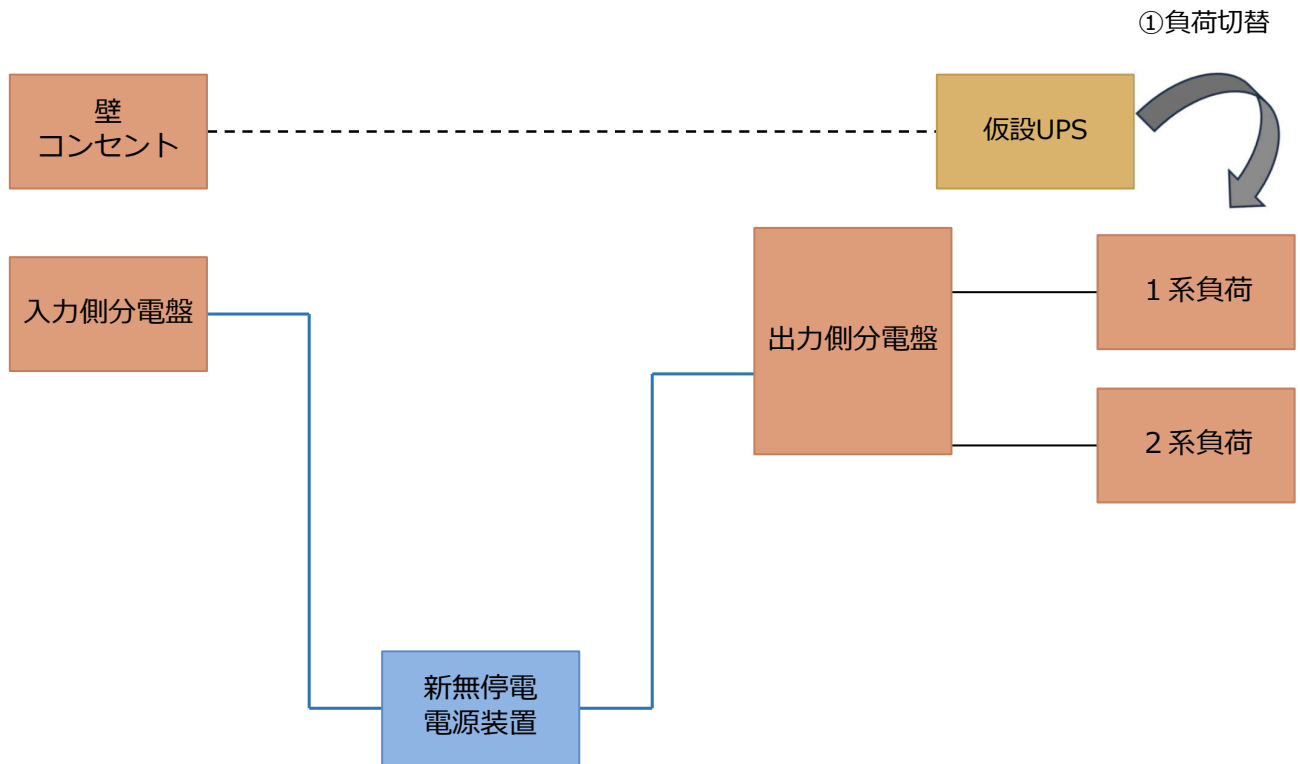 ①負荷切替
壁
コンセント
仮設UPS
入力側分電盤
出力側分電盤
１系負荷
２系負荷
新無停電
電源装置